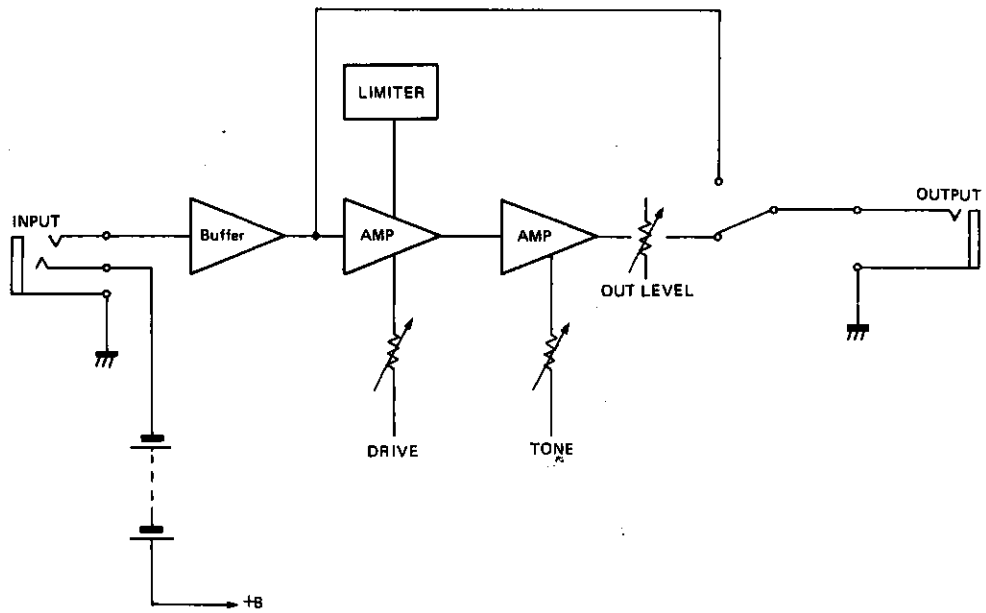 LIMITER
INPUT
Buffer
AMP
AMP
OUTPUT
OUT LEVEL
DRIVE
TONE
+B